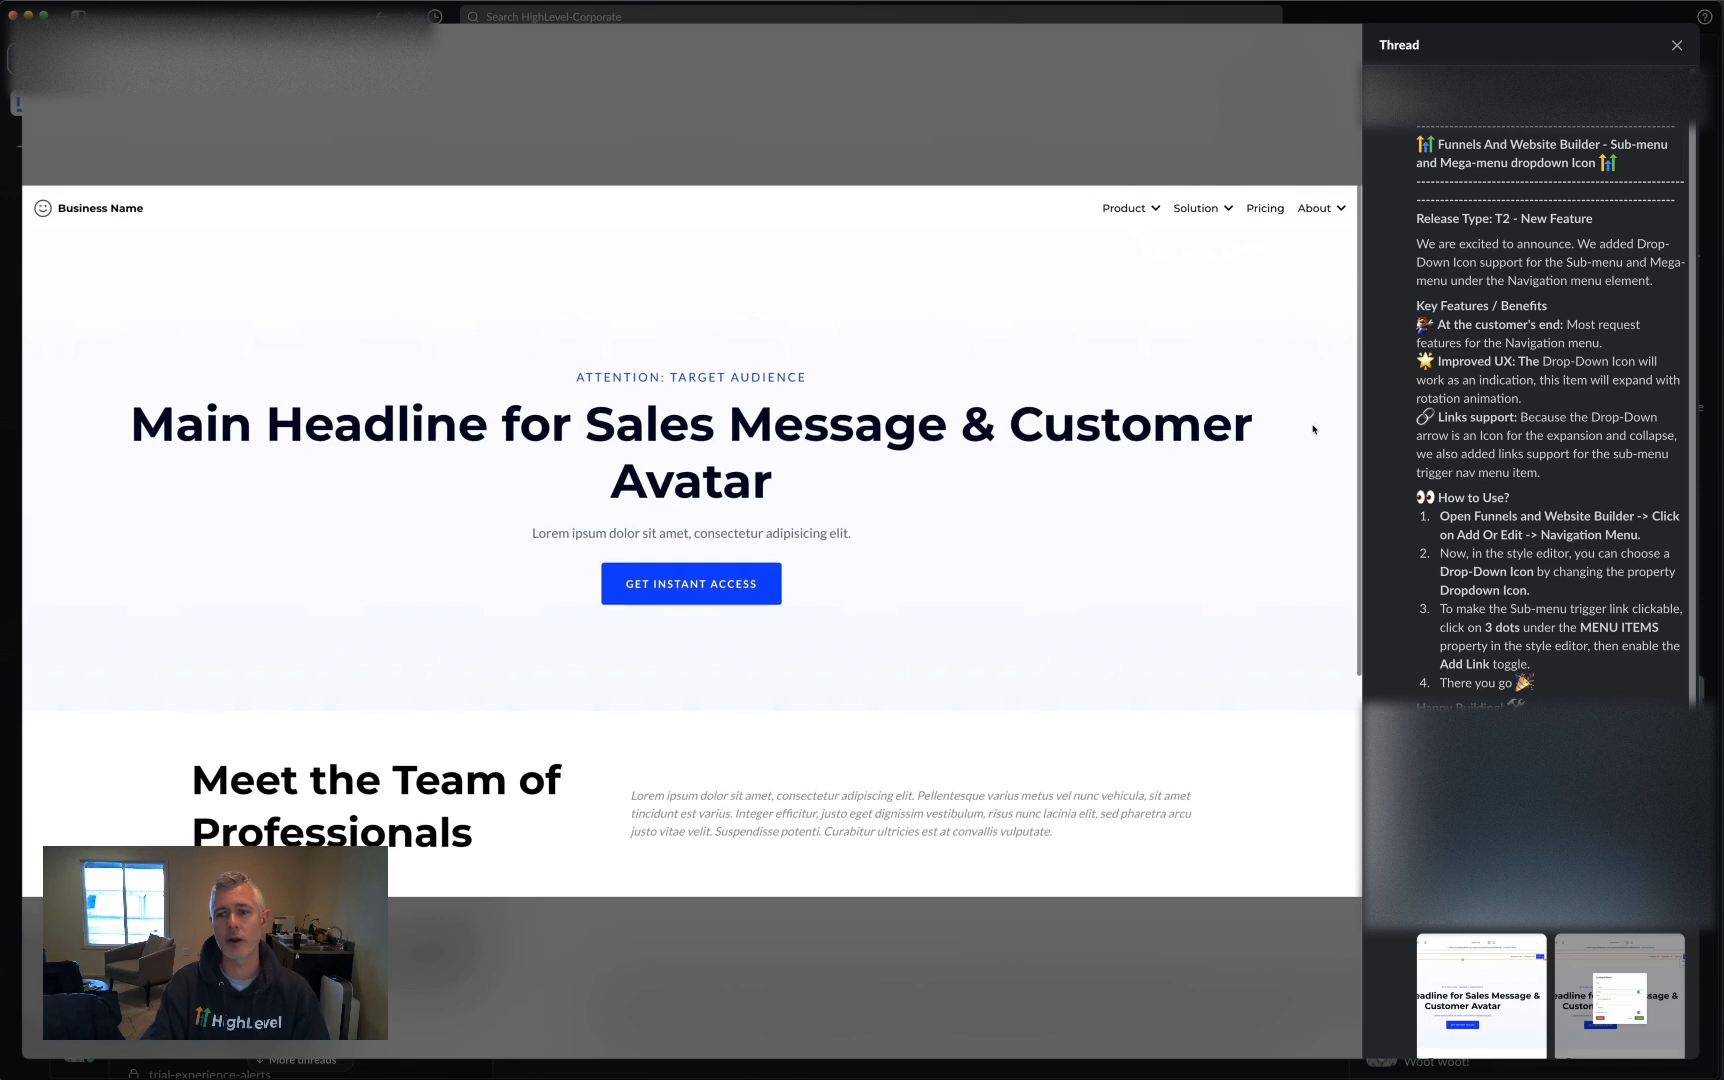 Search HighLevel-Corporate
Thread
Business Name
Product
Solution
Pricing
About
ATTENTION: TARGET AUDIENCE
Main Headline for Sales Message & Customer
Avatar
Lorem ipsum dolor sit amet, consectetur adipisicing elit.
GET INSTANT ACCESS
Meet the Team of
Professionals
Lorem ipsum dolor sit amet, consectetur adipiscing elit. Pellentesque varius metus vel nunc vehicula, sit amet
tincidunt est varius. Integer efficitur, justo eget dignissim vestibulum, risus nunc lacinia elit, sed pharetra arcu
justo vitae velit. Suspendisse potenti. Curabitur ultricies est at convallis vulputate.
HighLevel
More unreads
trial-experience-alerts
Funnels And Website Builder - Sub-menu
and Mega-menu dropdown Icon
Release Type: T2 - New Feature
We are excited to announce. We added Drop-
Down Icon support for the Sub-menu and Mega-
menu under the Navigation menu element.
Key Features / Benefits
At the customer's end: Most request
features for the Navigation menu.
Improved UX: The Drop-Down Icon will
work as an indication, this item will expand with
rotation animation.
Links support: Because the Drop-Down
arrow is an Icon for the expansion and collapse,
we also added links support for the sub-menu
trigger nav menu item.
How to Use?
1. Open Funnels and Website Builder -> Click
on Add Or Edit -> Navigation Menu.
2. Now, in the style editor, you can choose a
Drop-Down Icon by changing the property
Dropdown Icon.
3. To make the Sub-menu trigger link clickable,
click on 3 dots under the MENU ITEMS
property in the style editor, then enable the
Add Link toggle.
4. There you go
Happy Building!
eadline for Sales Message &
Customer Avatar
Woot woot!